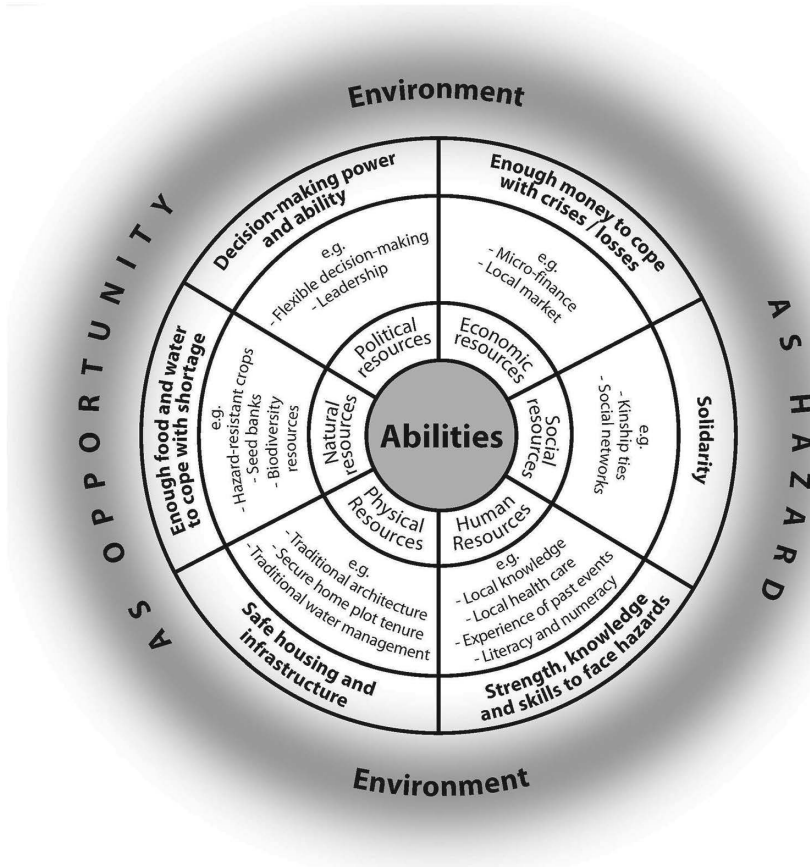 Environment
AS OPPORTUNITY
AS HAZARD
Decision-making power
and ability
e.g.
- Flexible decision-making
- Leadership
Political
resources
Enough money to cope
with crises / losses
e.g.
- Micro-finance
- Local market
Economic
resources
Solidarity
e.g.
- Kinship ties
- Social networks
Social
resources
Strength, knowledge
and skills to face hazards
e.g.
- Local knowledge
- Local health care
- Experience of past events
- Literacy and numeracy
Human
Resources
Safe housing and
infrastructure
e.g.
- Traditional architecture
- Secure home plot tenure
- Traditional water management
Physical
Resources
Enough food and water
to cope with shortage
e.g.
- Hazard-resistant crops
- Seed banks
- Biodiversity
resources
Natural
resources
Abilities
Environment